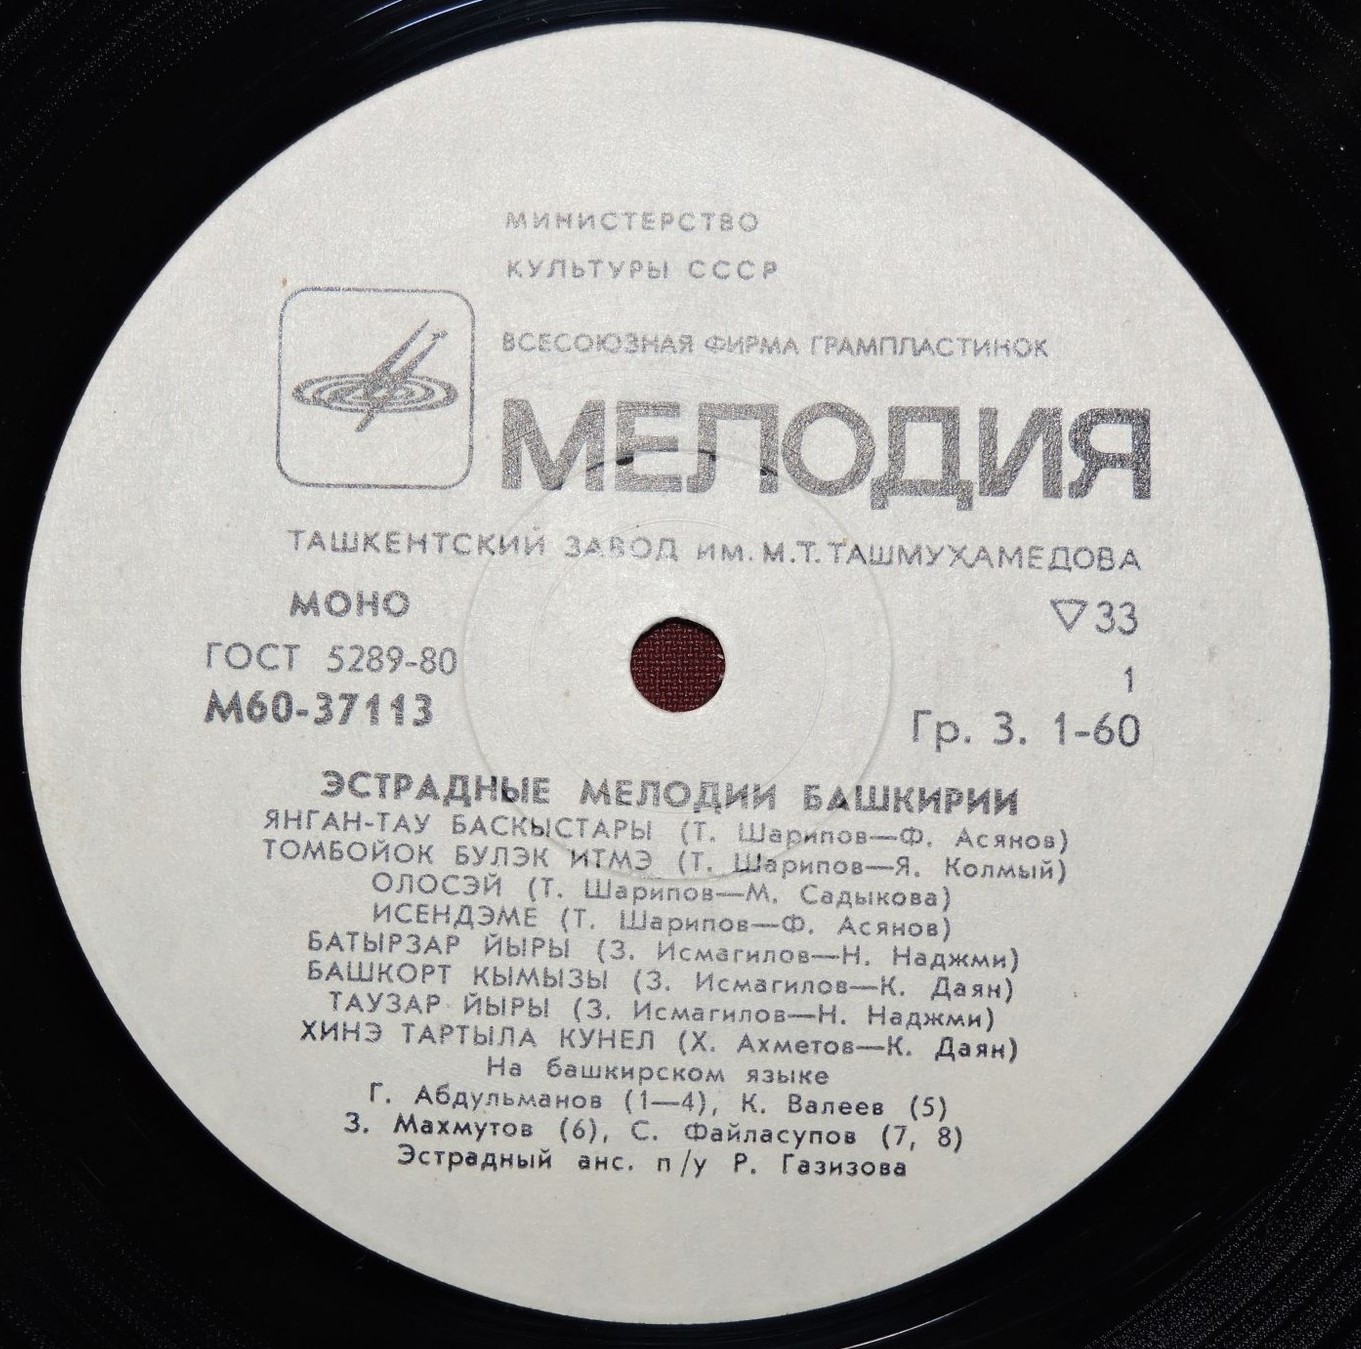 МИНИСТЕРСТВО
КУЛЬТУРЫ СССР
ВСЕСОЮЗНАЯ ФИРМА ГРАМПЛАСТИНОК
МЕЛОДИЯ
ТАШКЕНТСКИЙ ЗАВОД ИМ. М.Т. ТАШМУХАМЕДОВА
МОНО ▽33
ГОСТ 5289-80 1
М60-37113 Гр. 3. 1-60
ЭСТРАДНЫЕ МЕЛОДИИ БАШКИРИИ
ЯНГАН-ТАУ БАСКЫСТАРЫ (Т. Шарипов—Ф. Асянов)
ТОМБОЙОК БУЛЭК ИТМЭ (Т. Шарипов—Я. Колмый)
ОЛОСЭЙ (Т. Шарипов—М. Садыкова)
ИСЕНДЭМЕ (Т. Шарипов—Ф. Асянов)
БАТЫРЗАР ЙЫРЫ (З. Исмагилов—Н. Наджми)
БАШКОРТ КЫМЫЗЫ (З. Исмагилов—К. Даян)
ТАУЗАР ЙЫРЫ (З. Исмагилов—Н. Наджми)
ХИНЭ ТАРТЫЛА КУНЕЛ (Х. Ахметов—К. Даян)
На башкирском языке
Г. Абдульманов (1—4), К. Валеев (5)
З. Махмутов (6), С. Файласупов (7, 8)
Эстрадный анс. п/у Р. Газизова